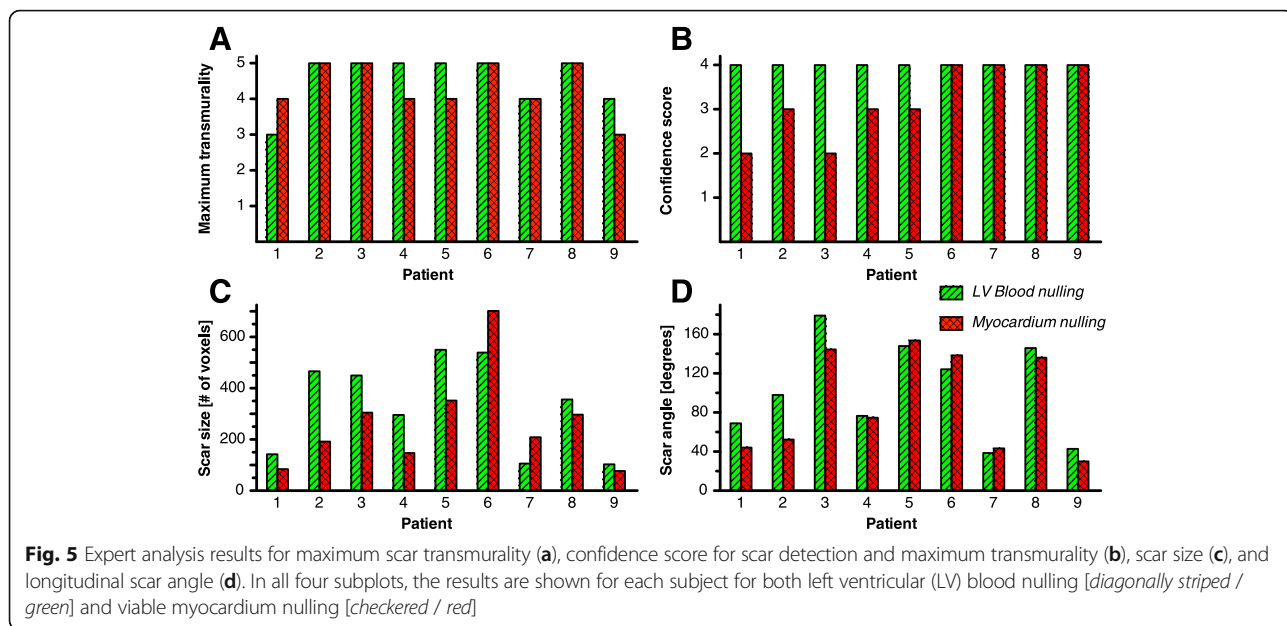 A
Maximum transmurality
5
4
3
2
1
1 2 3 4 5 6 7 8 9
Patient
B
Confidence score
4
3
2
1
1 2 3 4 5 6 7 8 9
Patient
C
Scar size [# of voxels]
600
400
200
0
1 2 3 4 5 6 7 8 9
Patient
D
LV Blood nulling
Myocardium nulling
Scar angle [degrees]
160
120
80
40
0
1 2 3 4 5 6 7 8 9
Patient
Fig. 5 Expert analysis results for maximum scar transmurality (a), confidence score for scar detection and maximum transmurality (b), scar size (c), and
longitudinal scar angle (d). In all four subplots, the results are shown for each subject for both left ventricular (LV) blood nulling [diagonally striped /
green] and viable myocardium nulling [checkered / red]